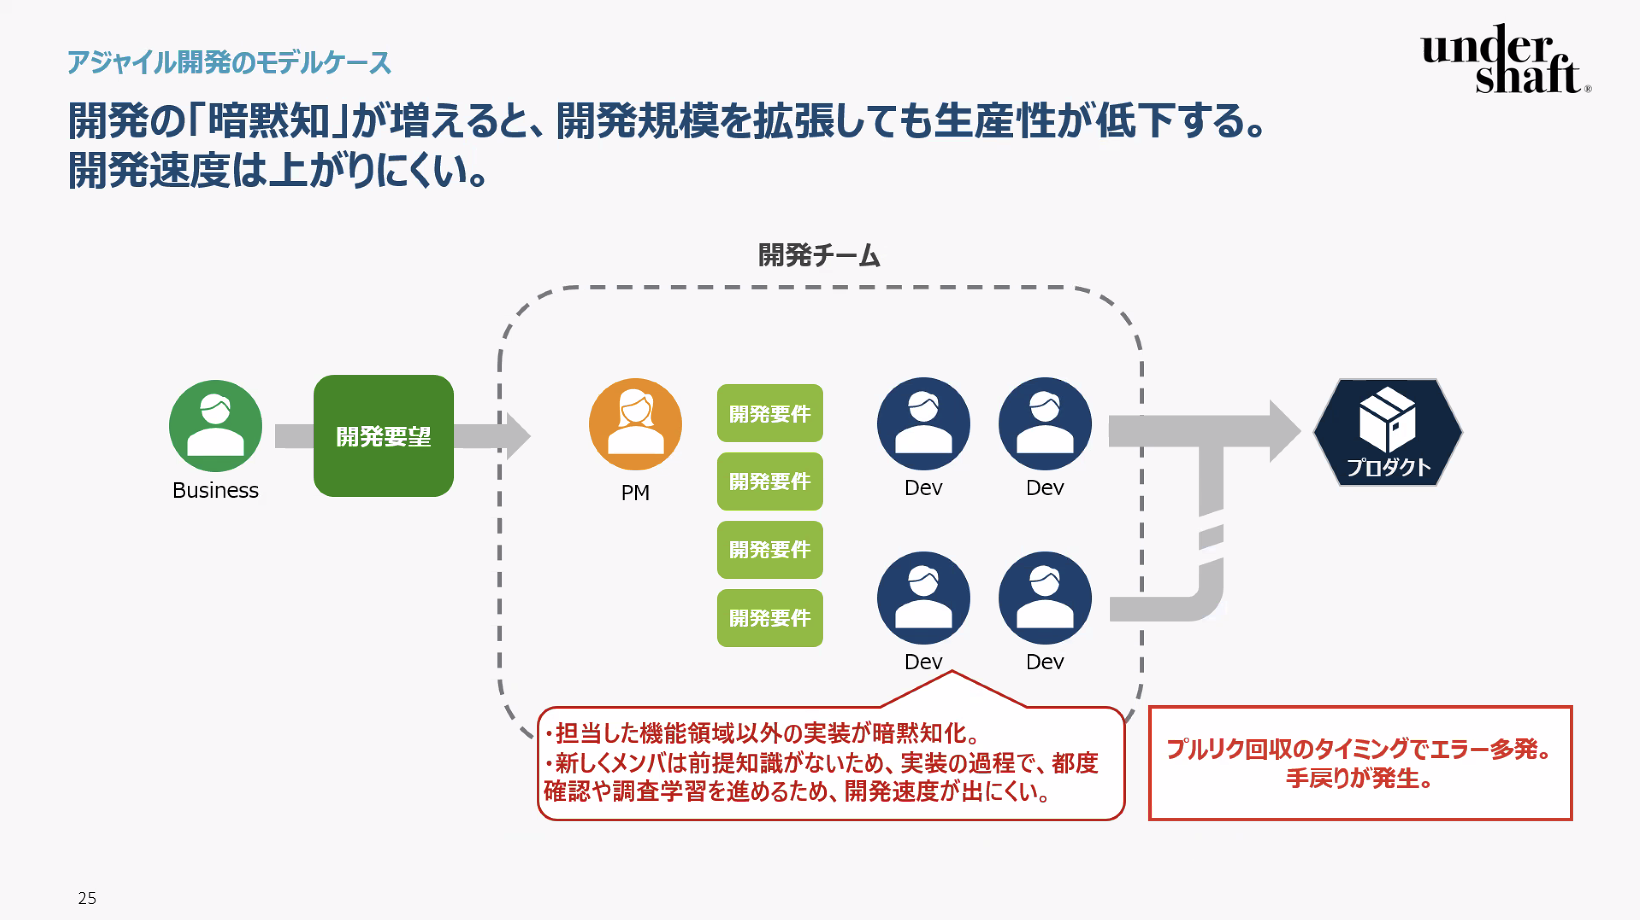 アジャイル開発のモデルケース
under
shaft®
開発の「暗黙知」が増えると、開発規模を拡張しても生産性が低下する。
開発速度は上がりにくい。
開発チーム
Business
開発要望
PM
開発要件
開発要件
開発要件
開発要件
Dev
Dev
Dev
Dev
プロダクト
・担当した機能領域以外の実装が暗黙知化。
・新しくメンバは前提知識がないため、実装の過程で、都度
確認や調査学習を進めるため、開発速度が出にくい。
プルリク回収のタイミングでエラー多発。
手戻りが発生。
25